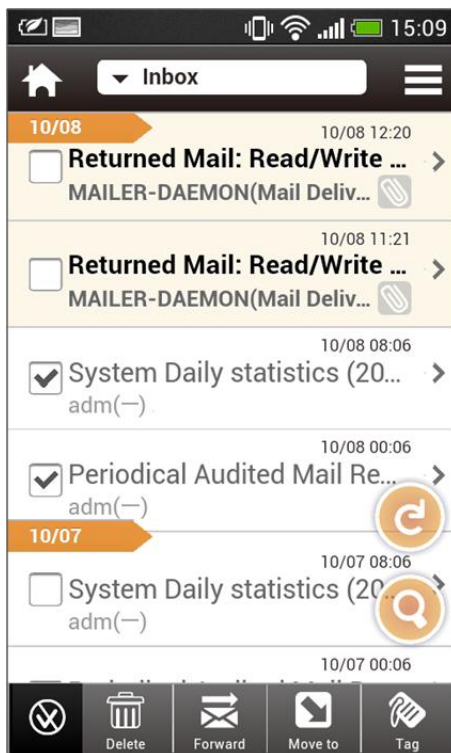 15:09
Inbox
10/08
10/08 12:20
Returned Mail: Read/Write ...
MAILER-DAEMON(Mail Deliv...
10/08 11:21
Returned Mail: Read/Write ...
MAILER-DAEMON(Mail Deliv...
10/08 08:06
System Daily statistics (20...
adm(—)
10/08 00:06
Periodical Audited Mail Re...
adm(—)
10/07
10/07 08:06
System Daily statistics (20...
adm(—)
10/07 00:06
Delete Forward Move to Tag